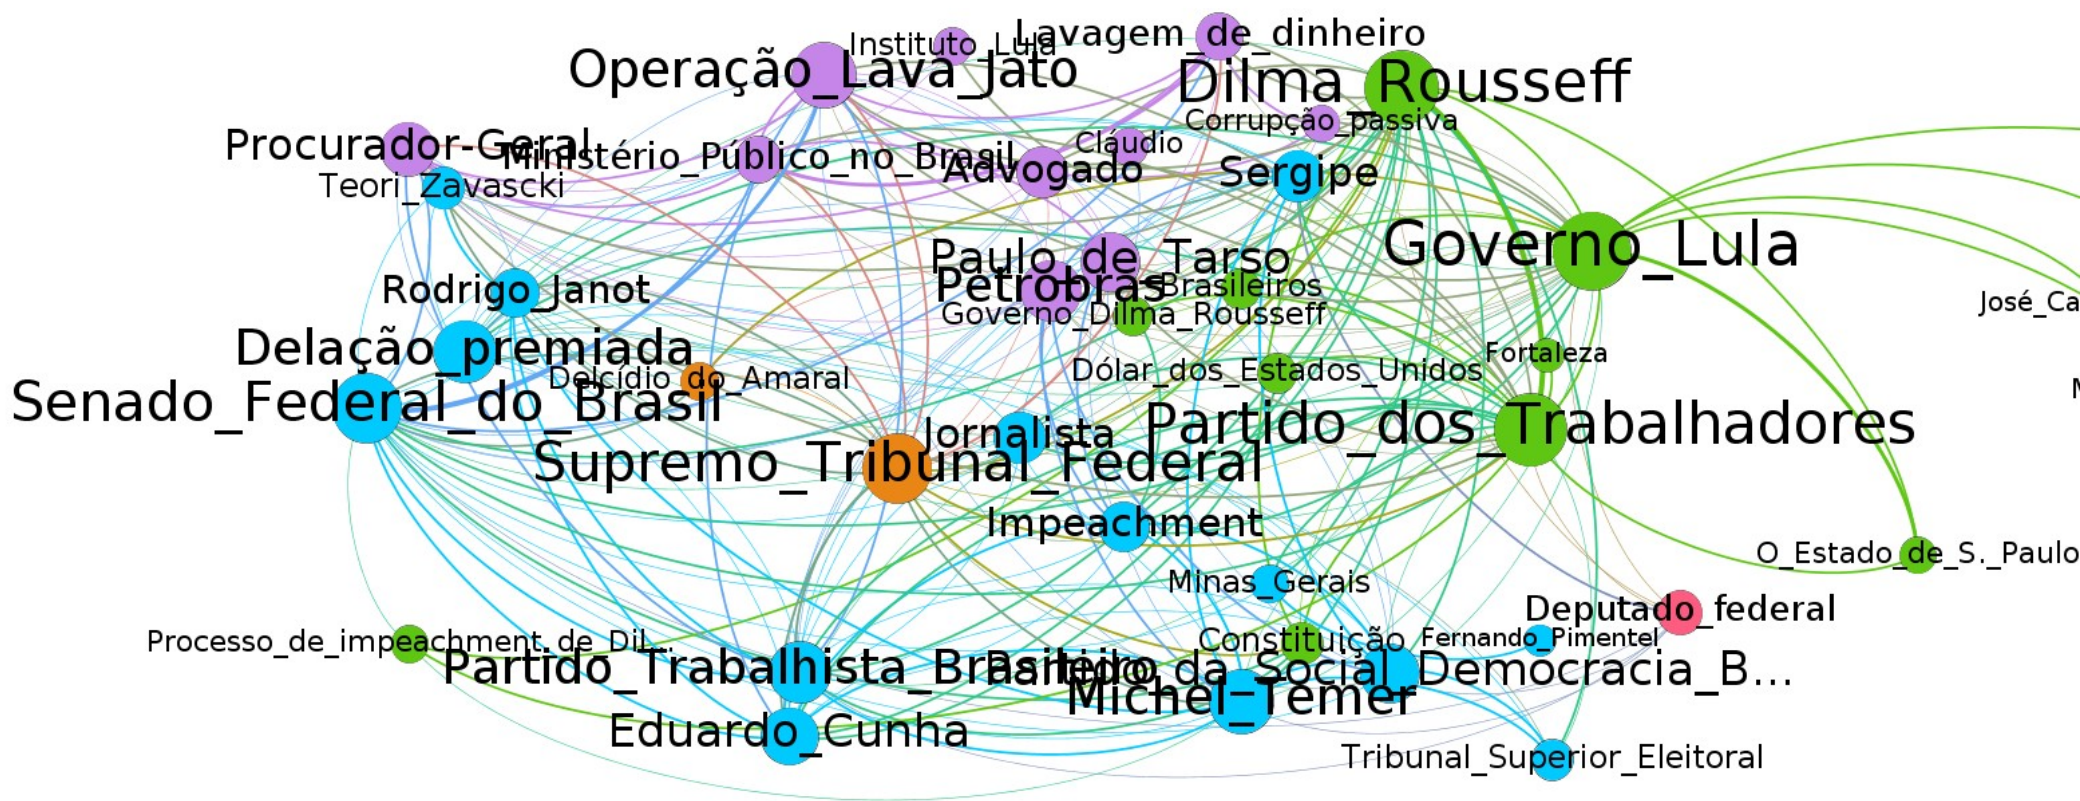 Instituto_Lula
Lavagem_de_dinheiro
Operação_Lava_Jato
Dilma_Rousseff
Corrupção_passiva
Procurador-Geral
Ministério_Público_no_Brasil
Cláudio
Advogado
Sergipe
Teori_Zavascki
Governo_Lula
Paulo_de_Tarso
Petrobras
Brasileiros
Rodrigo_Janot
José_Ca
Governo_Dilma_Rousseff
Delação_premiada
Fortaleza
Delcídio_do_Amaral
Dólar_dos_Estados_Unidos
Senado_Federal_do_Brasil
Jornalista
Partido_dos_Trabalhadores
Supremo_Tribunal_Federal
Impeachment
O_Estado_de_S._Paulo
Minas_Gerais
Deputado_federal
Processo_de_impeachment_de_Dil...
Constituição
Fernando_Pimentel
Partido_Trabalhista_Brasileiro
Partido_da_Social_Democracia_B...
Michel_Temer
Eduardo_Cunha
Tribunal_Superior_Eleitoral